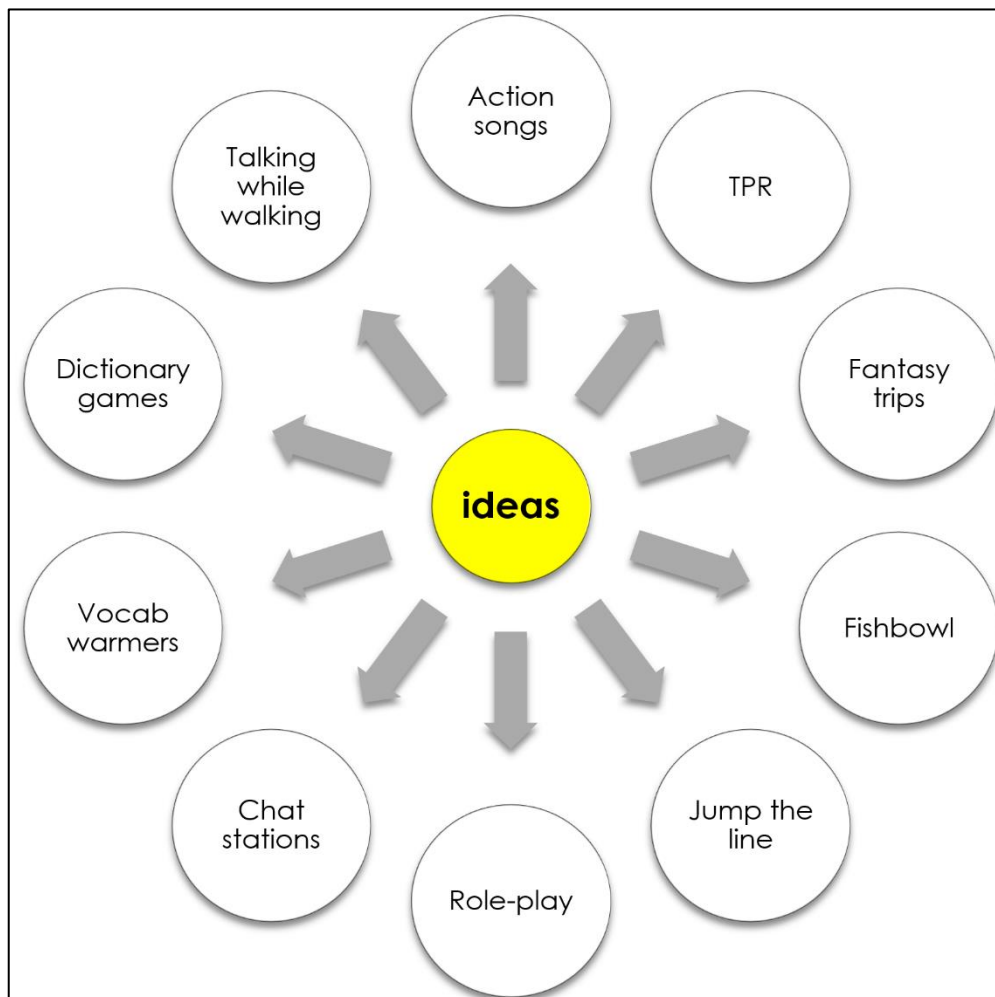 Action
songs
TPR
Fantasy
trips
Fishbowl
Jump the
line
Role-play
Chat
stations
Vocab
warmers
Dictionary
games
Talking
while
walking
ideas